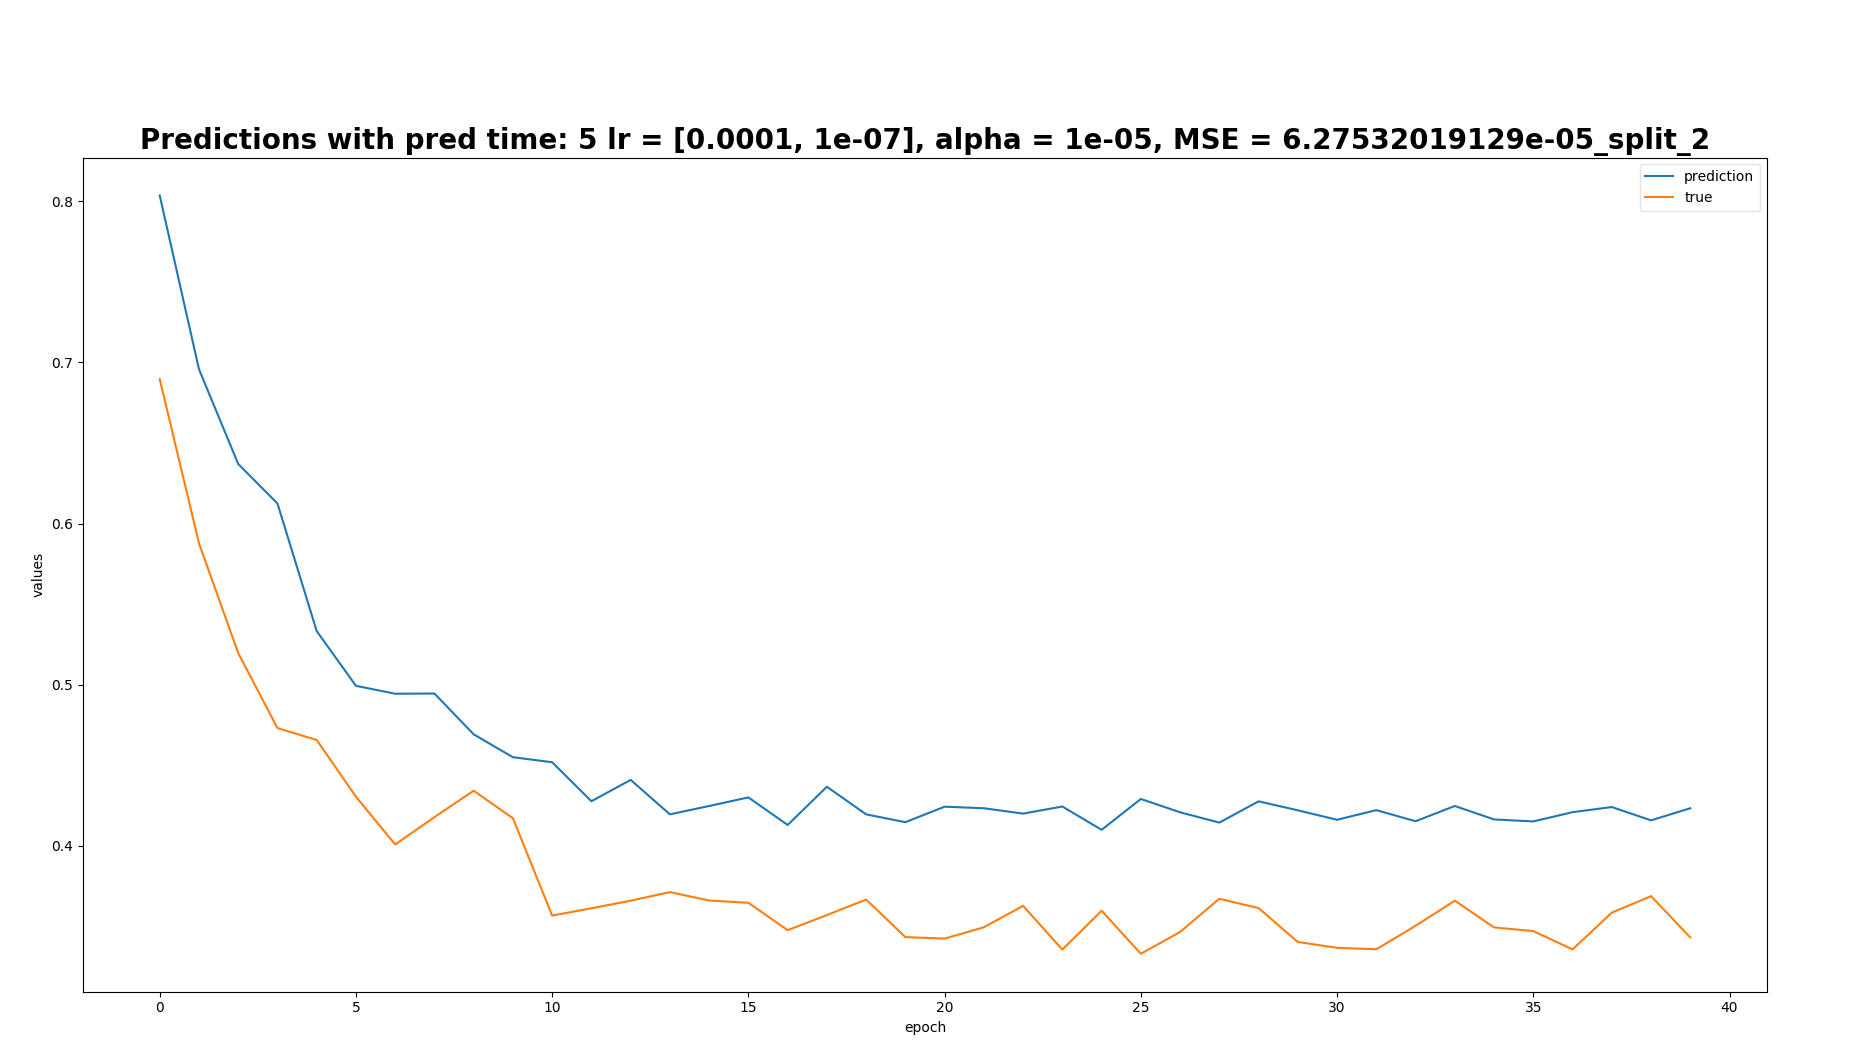 Predictions with pred time: 5 lr = [0.0001, 1e-07], alpha = 1e-05, MSE = 6.27532019129e-05_split_2
prediction
true
0.8
0.7
0.6
0.5
0.4
values
0 5 10 15 20 25 30 35 40
epoch